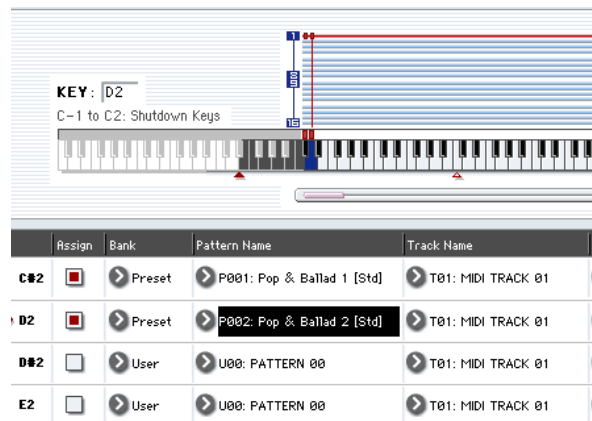 1
KEY: D2
16
C-1 to C2: Shutdown Keys
Assign Bank Pattern Name Track Name
C#2 Preset P001: Pop & Ballad 1 [Std] T01: MIDI TRACK 01
D2 Preset P002: Pop & Ballad 2 [Std] T01: MIDI TRACK 01
D#2 User U00: PATTERN 00 T01: MIDI TRACK 01
E2 User U00: PATTERN 00 T01: MIDI TRACK 01